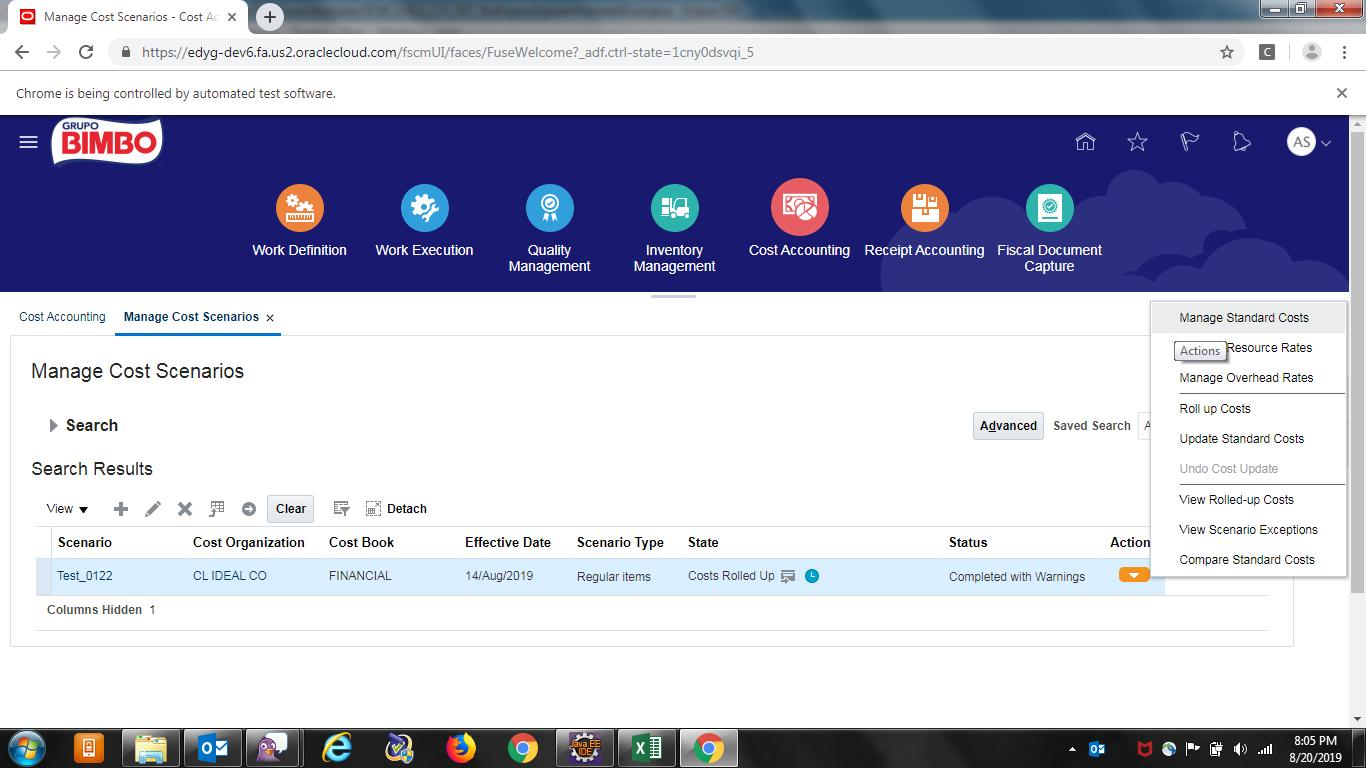 Manage Cost Scenarios - Cost Ac
https://edyg-dev6.fa.us2.oraclecloud.com/fscmUI/faces/FuseWelcome?_adf.ctrl-state=1cny0dsvqi_5
C
Chrome is being controlled by automated test software.
GRUPO
BIMBO
AS
Work Definition
Work Execution
Quality Management
Inventory Management
Cost Accounting
Receipt Accounting
Fiscal Document Capture
Cost Accounting
Manage Cost Scenarios
Manage Standard Costs
Actions
Resource Rates
Manage Overhead Rates
Roll up Costs
Update Standard Costs
Undo Cost Update
View Rolled-up Costs
View Scenario Exceptions
Compare Standard Costs
Manage Cost Scenarios
Search
Advanced
Saved Search
A
Search Results
View
Clear
Detach
Scenario Cost Organization Cost Book Effective Date Scenario Type State Status Action
Test_0122 CL IDEAL CO FINANCIAL 14/Aug/2019 Regular items Costs Rolled Up Completed with Warnings
Columns Hidden 1
Java EE
IDE
8:05 PM
8/20/2019